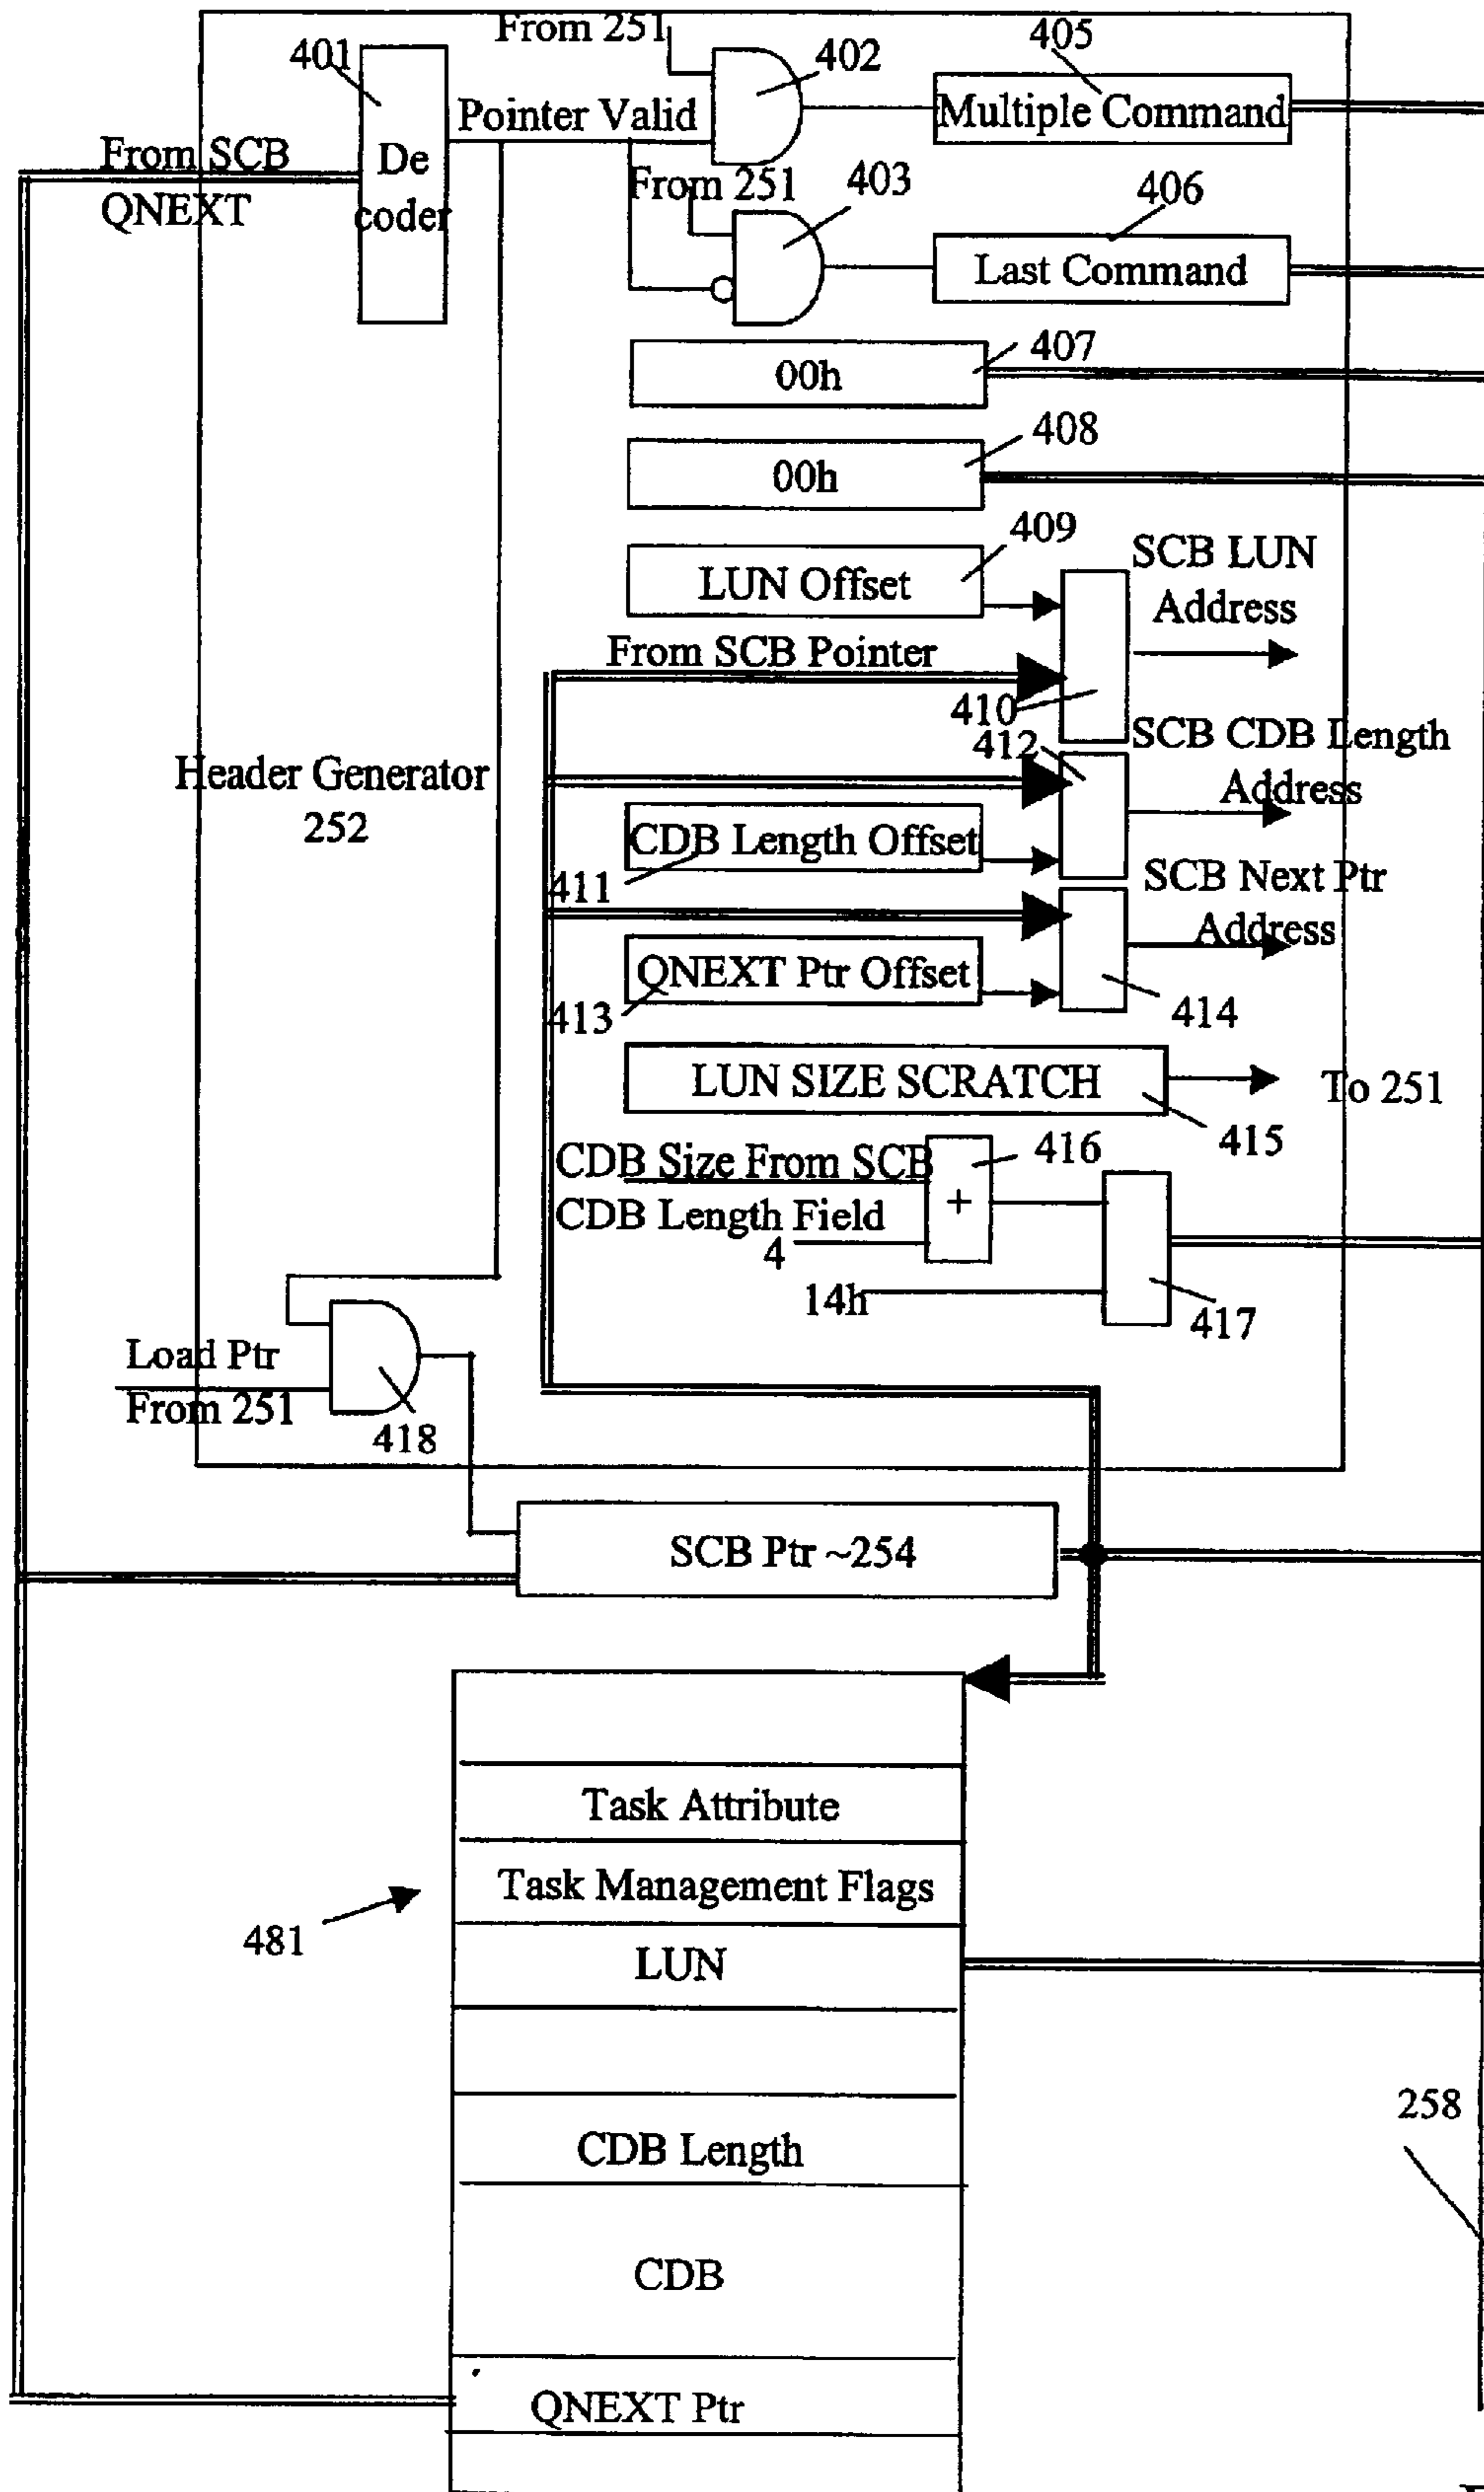 From 251
401
402
405
Pointer Valid
Multiple Command
From SCB
QNEXT
De
coder
From 251
403
406
Last Command
407
00h
408
00h
409
LUN Offset
SCB LUN
Address
From SCB Pointer
410
412
SCB CDB Length
Address
Header Generator
252
CDB Length Offset
411
SCB Next Ptr
Address
QNEXT Ptr Offset
413
414
LUN SIZE SCRATCH
To 251
415
CDB Size From SCB
416
+
CDB Length Field
4
14h
417
Load Ptr
From 251
418
SCB Ptr ~254
Task Attribute
Task Management Flags
481
LUN
258
CDB Length
CDB
QNEXT Ptr